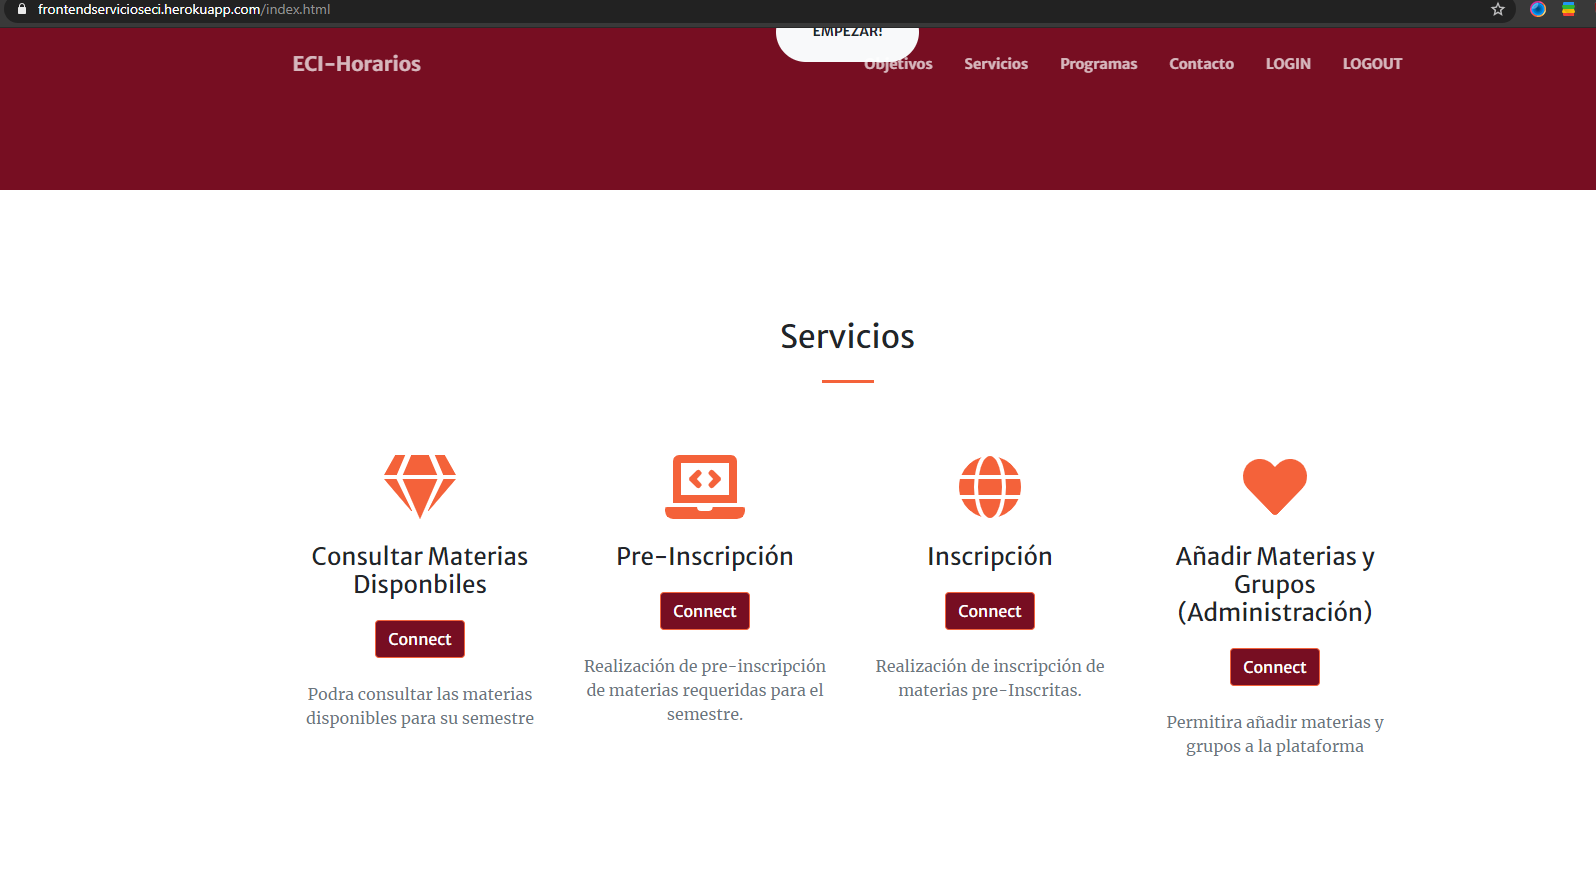 frontendservicioseci.herokuapp.com/index.html
EMPEZAR!
ECI-Horarios
Objetivos
Servicios
Programas
Contacto
LOGIN
LOGOUT
Servicios
Consultar Materias
Disponbiles
Connect
Podra consultar las materias
disponibles para su semestre
Pre-Inscripción
Connect
Realización de pre-inscripción
de materias requeridas para el
semestre.
Inscripción
Connect
Realización de inscripción de
materias pre-Inscritas.
Añadir Materias y
Grupos
(Administración)
Connect
Permitira añadir materias y
grupos a la plataforma